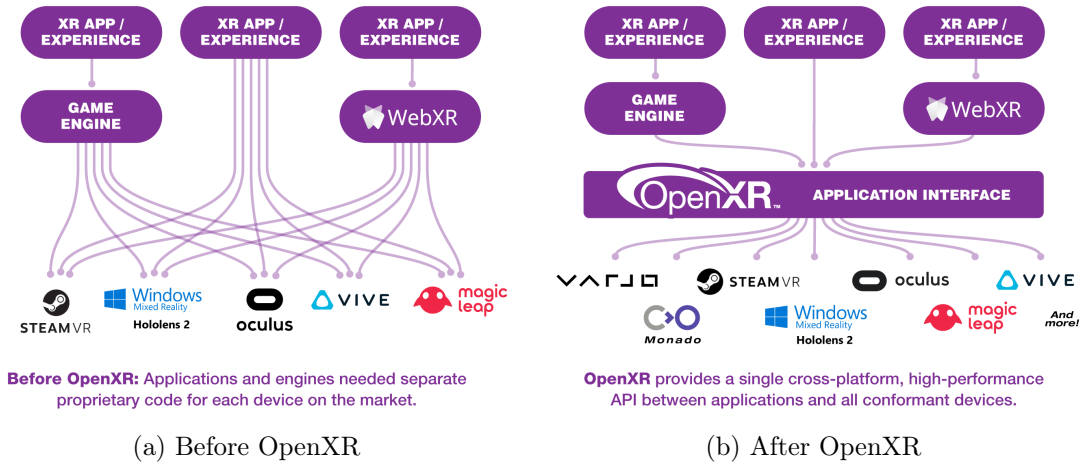 XR APP /
EXPERIENCE
XR APP /
EXPERIENCE
XR APP /
EXPERIENCE
GAME
ENGINE
WebXR
STEAMVR
Windows
Mixed Reality
Hololens 2
oculus
VIVE
magic
leap
Before OpenXR: Applications and engines needed separate
proprietary code for each device on the market.
(a) Before OpenXR
XR APP /
EXPERIENCE
XR APP /
EXPERIENCE
XR APP /
EXPERIENCE
GAME
ENGINE
WebXR
OpenXR™ APPLICATION INTERFACE
VARJO
STEAMVR
oculus
VIVE
Monado
Windows
Mixed Reality
Hololens 2
magic
leap
And
more!
OpenXR provides a single cross-platform, high-performance
API between applications and all conformant devices.
(b) After OpenXR